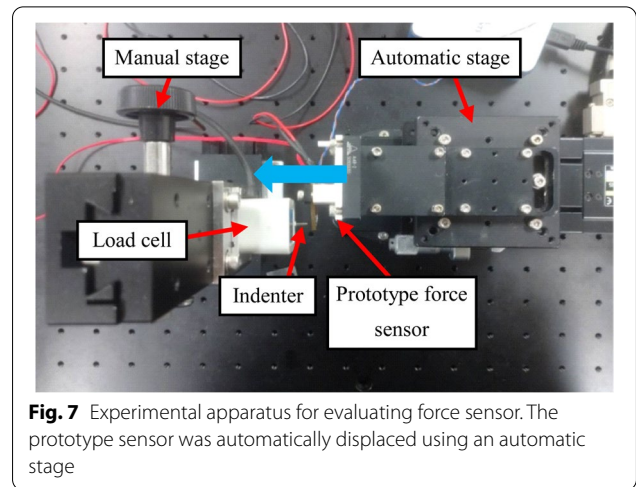 Manual stage
Automatic stage
Load cell
Indenter
Prototype force
sensor
Fig. 7 Experimental apparatus for evaluating force sensor. The
prototype sensor was automatically displaced using an automatic
stage